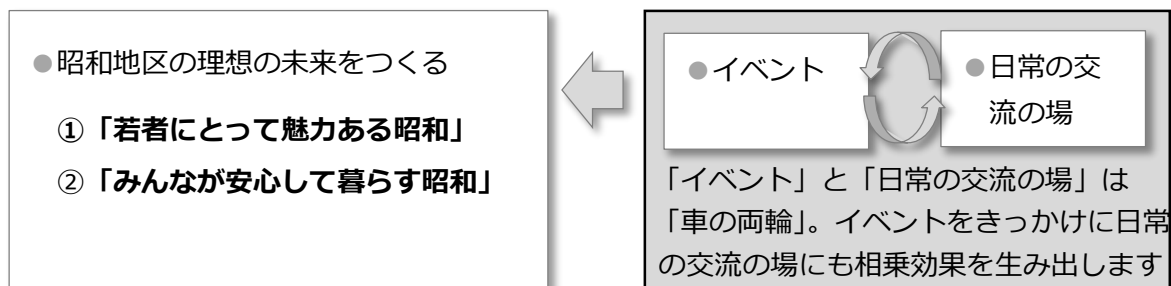 ●昭和地区の理想の未来をつくる
①「若者にとって魅力ある昭和」
②「みんなが安心して暮らす昭和」
●イベント
●日常の交
流の場
「イベント」と「日常の交流の場」は
「車の両輪」。イベントをきっかけに日常
の交流の場にも相乗効果を生み出します